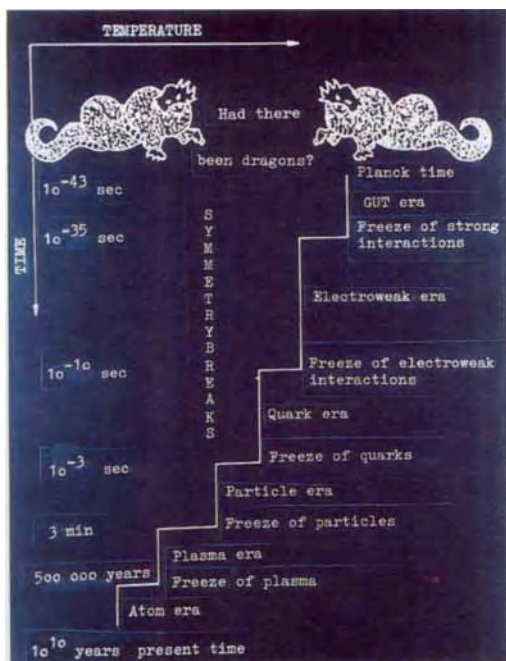 TEMPERATURE
Had there
been dragons?
Planck time
10⁻⁴³ sec
GUT era
10⁻³⁵ sec
Freeze of strong
interactions
TIME
SYMMETRYBREAKS
Electroweak era
10⁻¹⁰ sec
Freeze of electroweak
interactions
Quark era
10⁻³ sec
Freeze of quarks
Particle era
3 min
Freeze of particles
Plasma era
500 000 years
Freeze of plasma
Atom era
10¹⁰ years present time